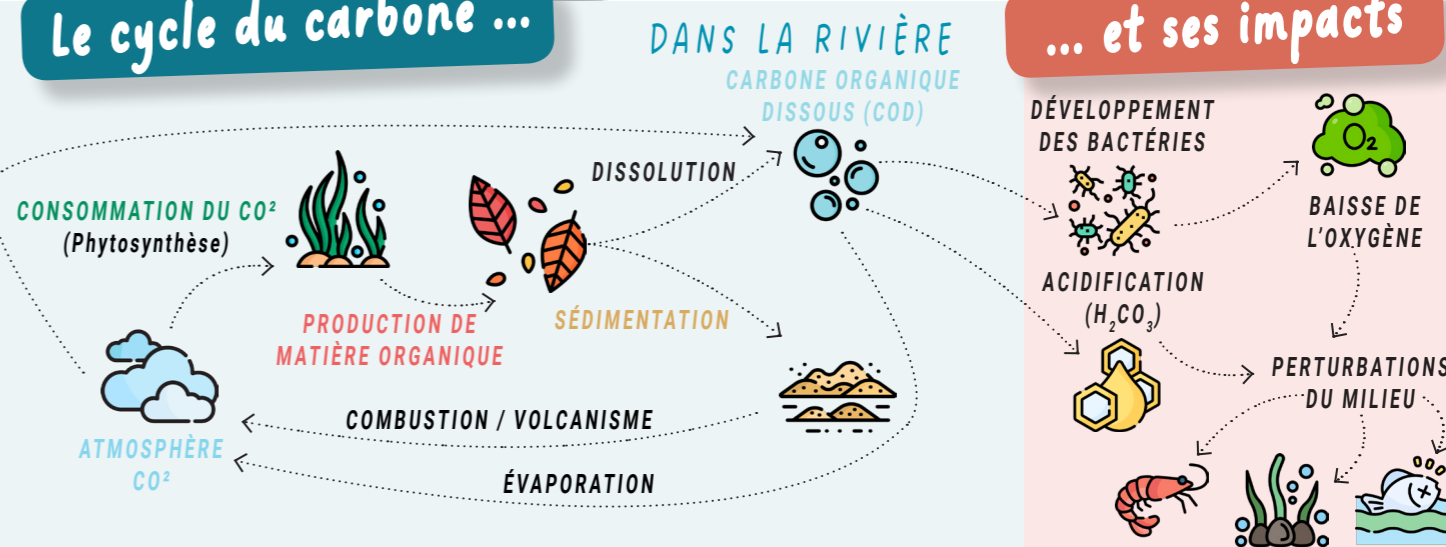 Le cycle du carbone ...
... et ses impacts
DANS LA RIVIÈRE
CARBONE ORGANIQUE
DISSOUS (COD)
DISSOLUTION
CONSOMMATION DU CO²
(Phytosynthèse)
PRODUCTION DE
MATIÈRE ORGANIQUE
SÉDIMENTATION
COMBUSTION / VOLCANISME
ATMOSPHÈRE
CO²
ÉVAPORATION
DÉVELOPPEMENT
DES BACTÉRIES
O₂
BAISSE DE
L'OXYGÈNE
ACIDIFICATION
(H₂CO₃)
PERTURBATIONS
DU MILIEU